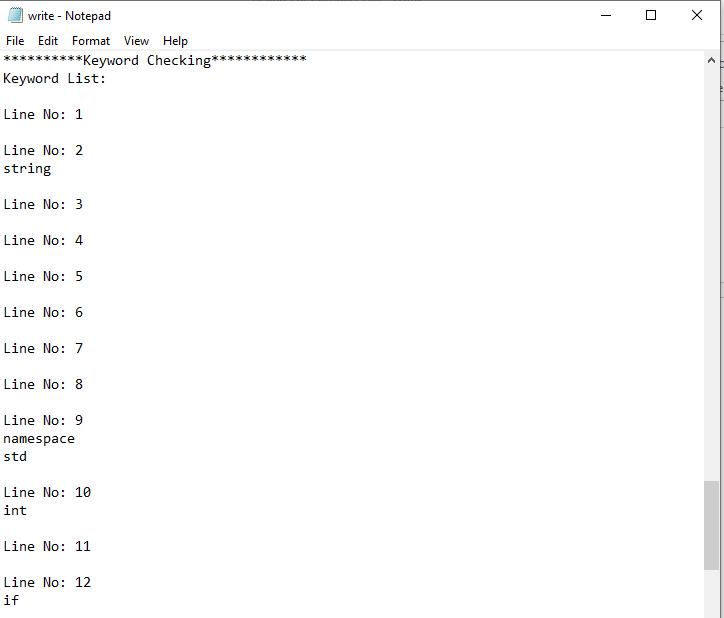 write - Notepad
File Edit Format View Help
**********Keyword Checking************
Keyword List:
Line No: 1
Line No: 2
string
Line No: 3
Line No: 4
Line No: 5
Line No: 6
Line No: 7
Line No: 8
Line No: 9
namespace
std
Line No: 10
int
Line No: 11
Line No: 12
if